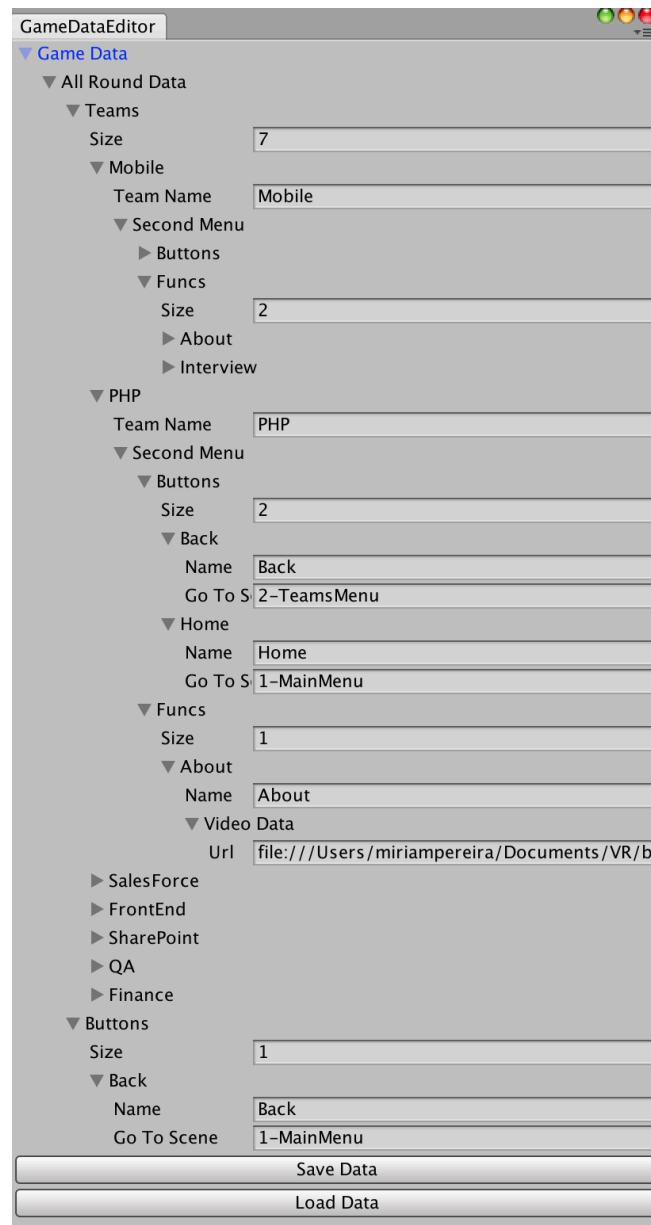 GameDataEditor
Game Data
All Round Data
Teams
Size 7
Mobile
Team Name Mobile
Second Menu
Buttons
Funcs
Size 2
About
Interview
PHP
Team Name PHP
Second Menu
Buttons
Size 2
Back
Name Back
Go To S 2-TeamsMenu
Home
Name Home
Go To S 1-MainMenu
Funcs
Size 1
About
Name About
Video Data
Url file:///Users/miriampereira/Documents/VR/b
SalesForce
FrontEnd
SharePoint
QA
Finance
Buttons
Size 1
Back
Name Back
Go To Scene 1-MainMenu
Save Data
Load Data